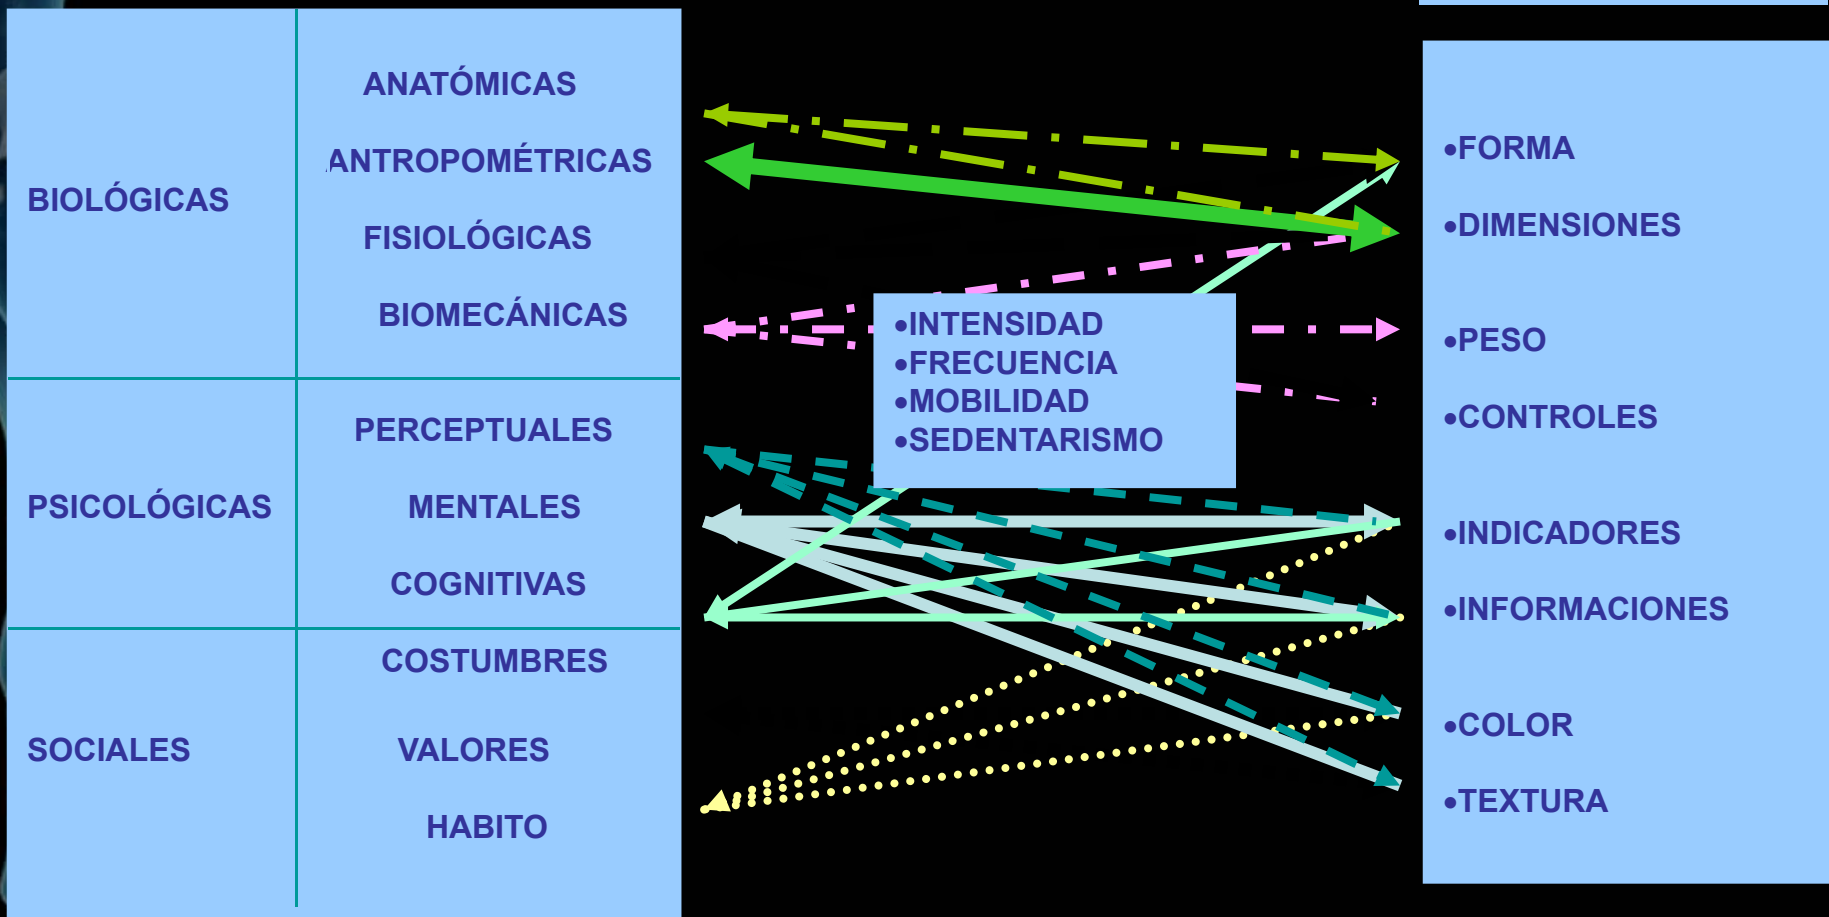 BIOLÓGICAS
ANATÓMICAS
ANTROPOMÉTRICAS
FISIOLÓGICAS
BIOMECÁNICAS
PSICOLÓGICAS
PERCEPTUALES
MENTALES
COGNITIVAS
SOCIALES
COSTUMBRES
VALORES
HABITO
•INTENSIDAD
•FRECUENCIA
•MOBILIDAD
•SEDENTARISMO
•FORMA
•DIMENSIONES
•PESO
•CONTROLES
•INDICADORES
•INFORMACIONES
•COLOR
•TEXTURA